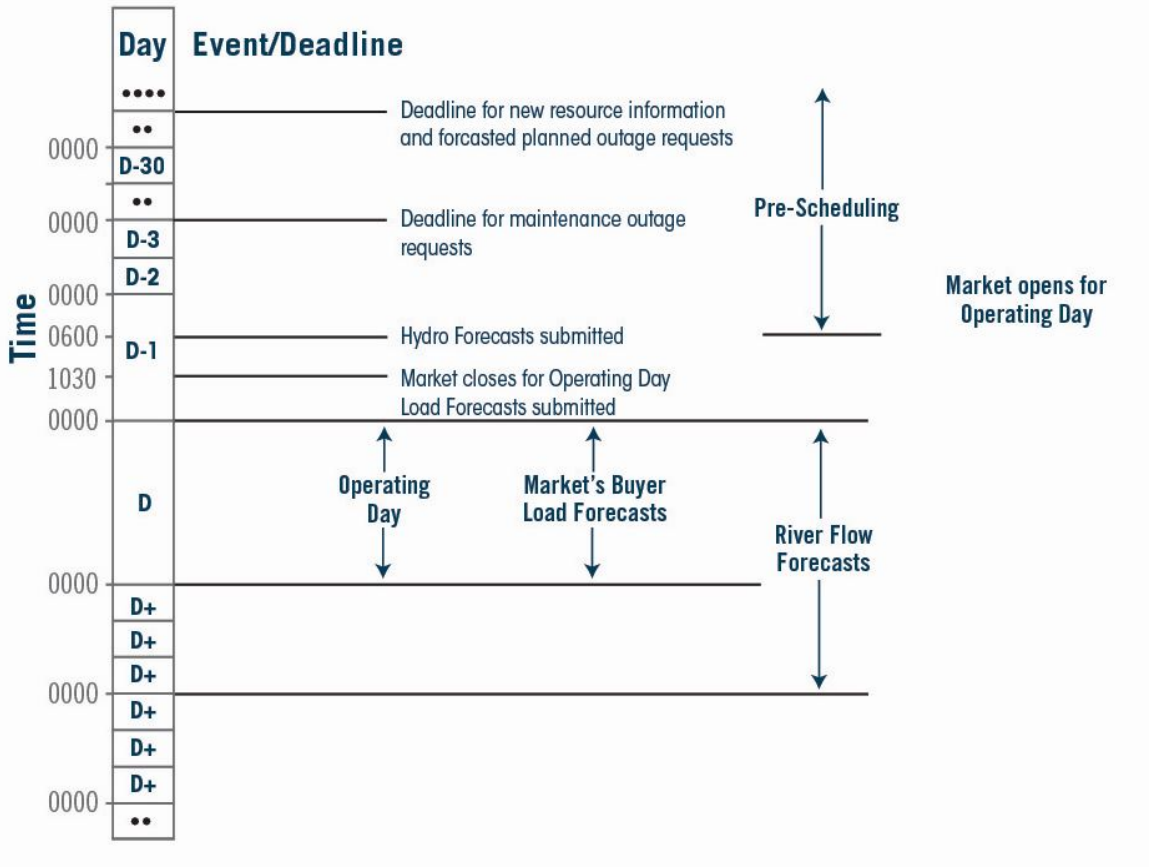 Day Event/Deadline
••••
Deadline for new resource information
and forcasted planned outage requests
••
0000
D-30
••
Pre-Scheduling
0000
Deadline for maintenance outage
requests
D-3
D-2
Market opens for
Operating Day
0000
Time
0600
Hydro Forecasts submitted
D-1
1030
Market closes for Operating Day
Load Forecasts submitted
0000
Operating
Day
Market's Buyer
Load Forecasts
D
River Flow
Forecasts
0000
D+
D+
D+
0000
D+
D+
D+
0000
••